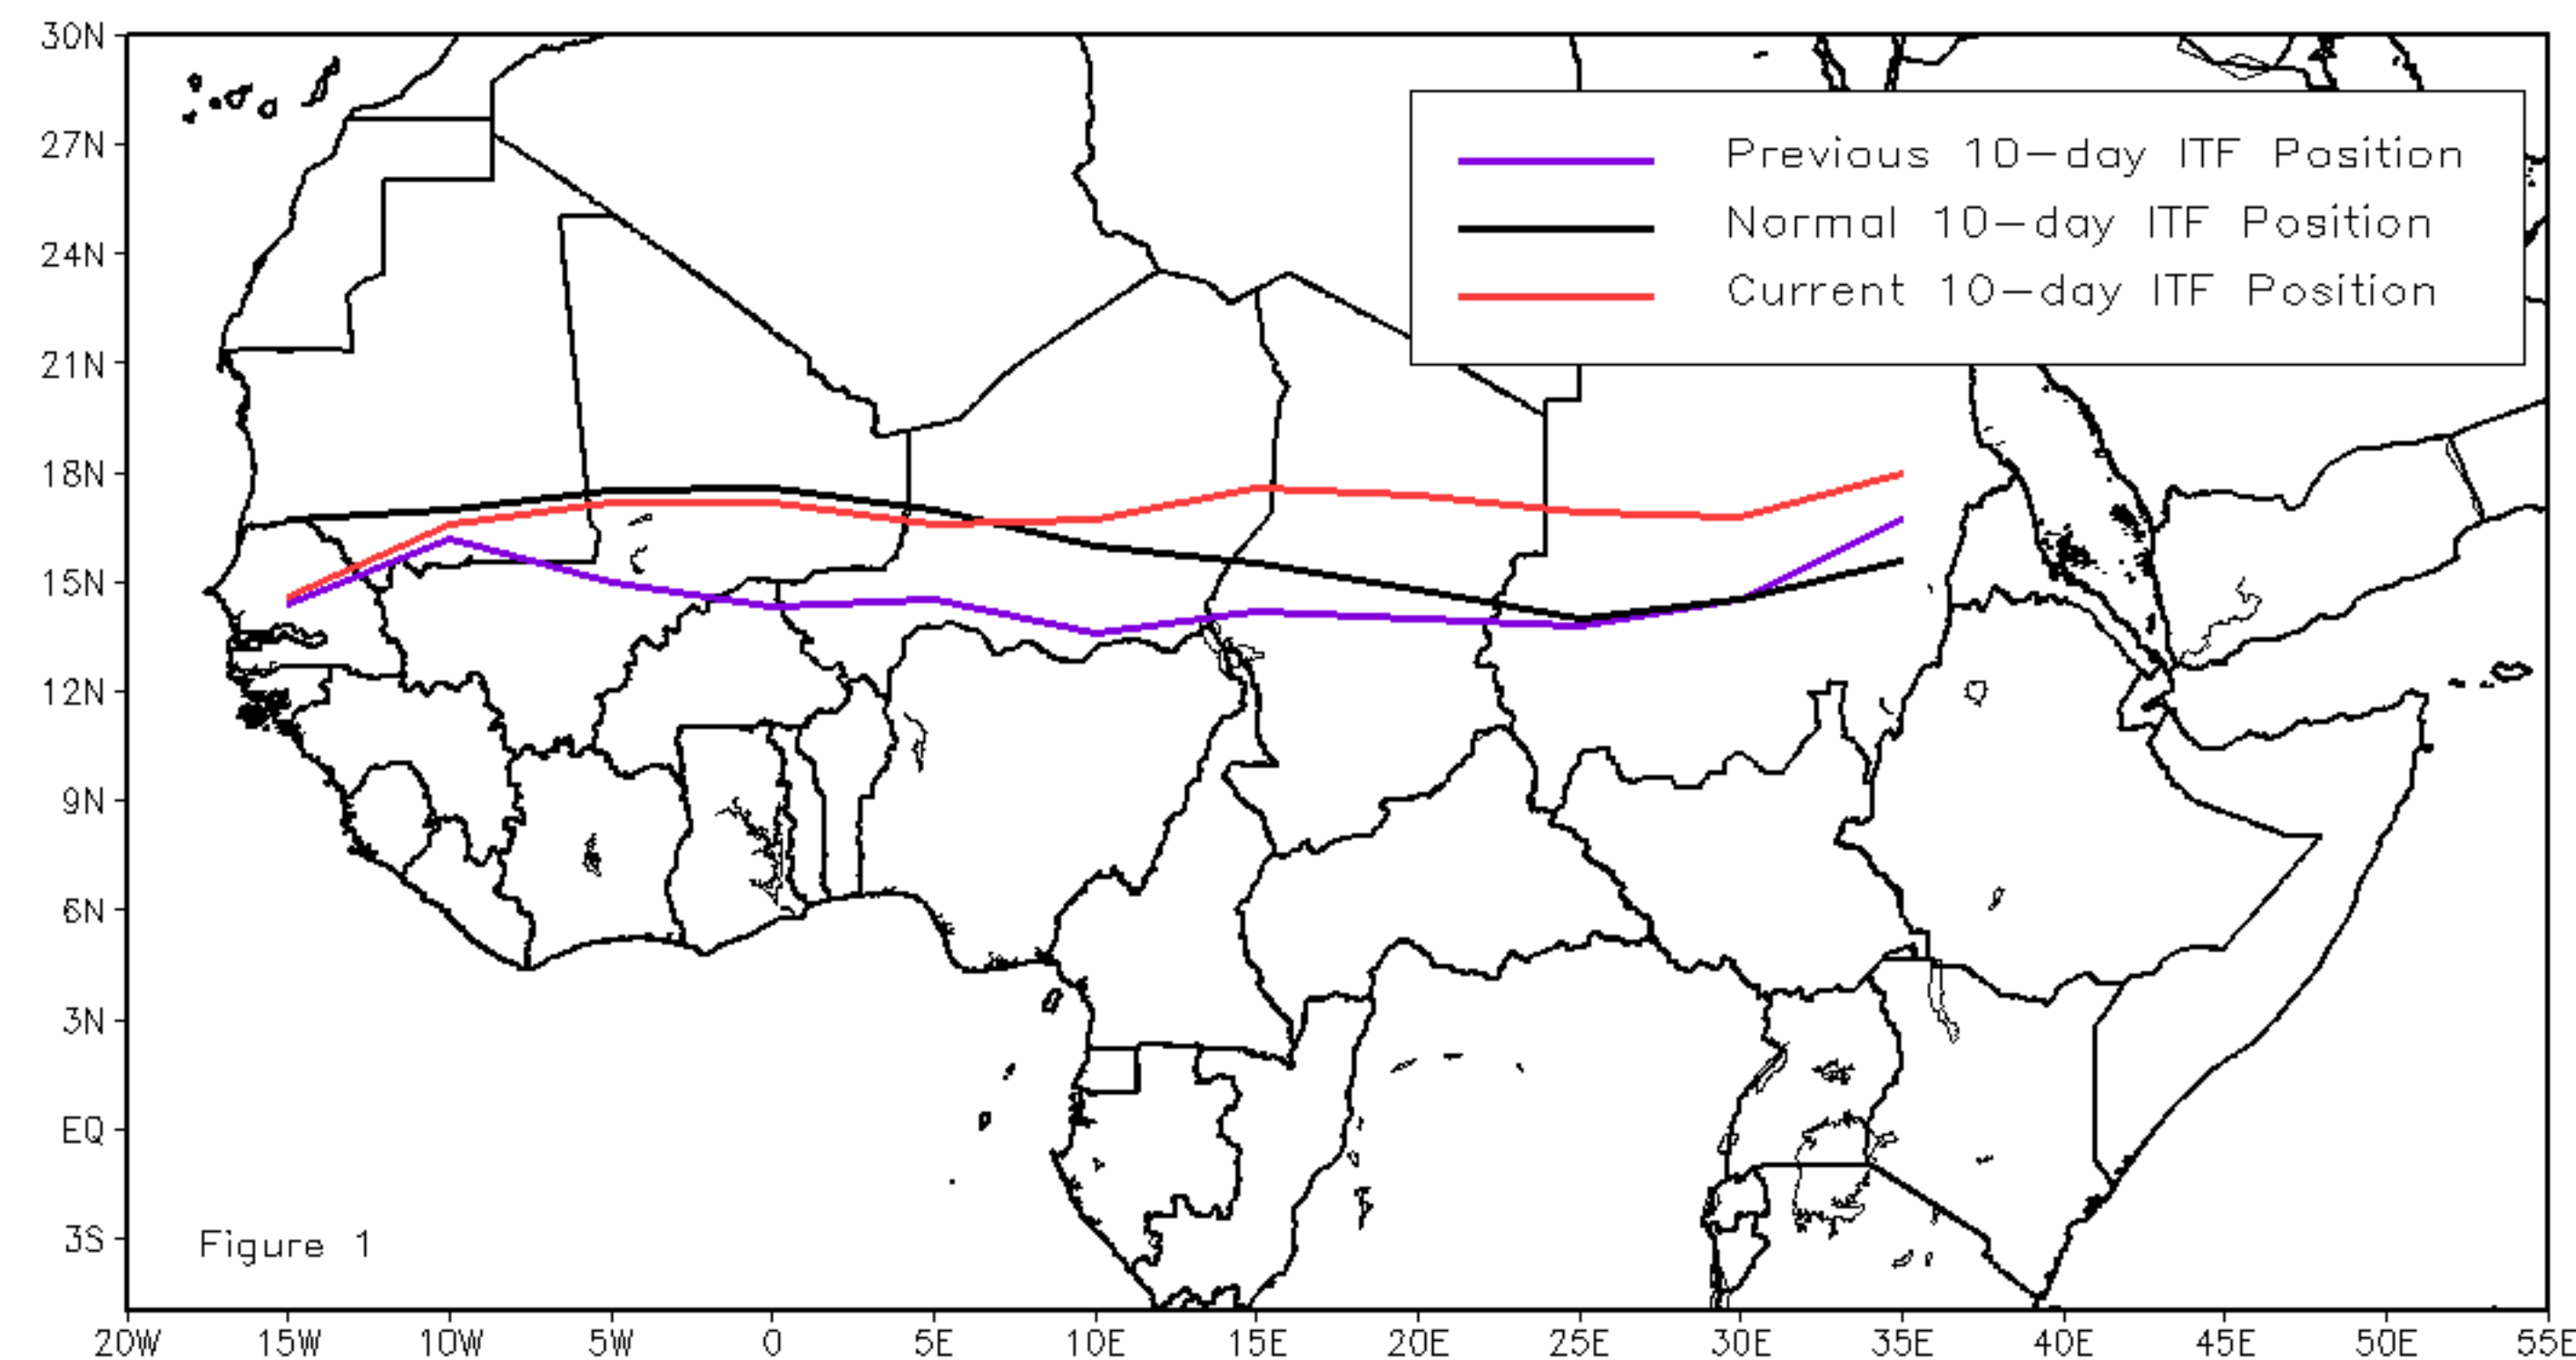 30N
27N
24N
21N
18N
15N
12N
9N
6N
3N
EQ
3S
Previous 10-day ITF Position
Normal 10-day ITF Position
Current 10-day ITF Position
Figure 1
20W 15W 10W 5W 0 5E 10E 15E 20E 25E 30E 35E 40E 45E 50E 55E